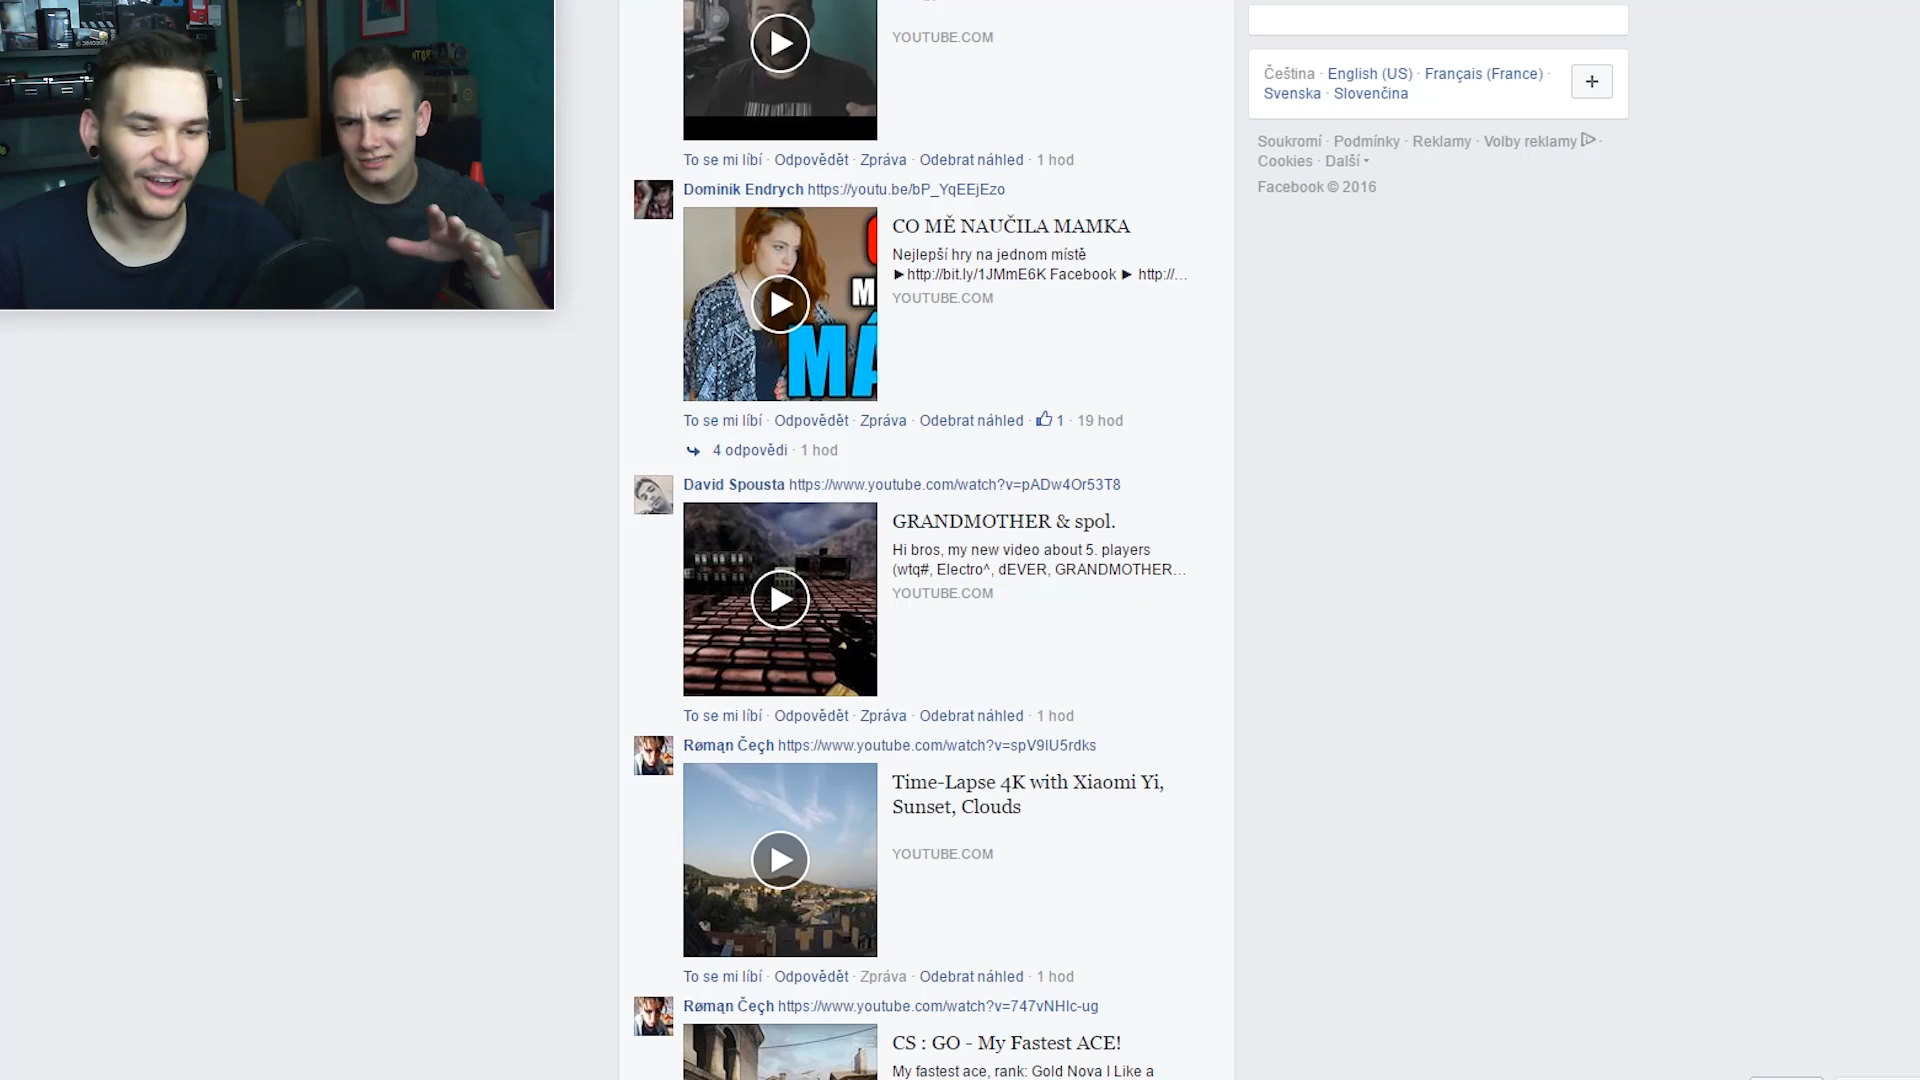 YOUTUBE.COM
To se mi líbí · Odpovědět · Zpráva · Odebrat náhled · 1 hod
Dominik Endrych https://youtu.be/bP_YqEEjEzo
CO MĚ NAUČILA MAMKA
Nejlepší hry na jednom místě
►http://bit.ly/1JMmE6K Facebook ► http://...
YOUTUBE.COM
M
MÁ
To se mi líbí · Odpovědět · Zpráva · Odebrat náhled · 1 · 19 hod
4 odpovědi · 1 hod
David Spousta https://www.youtube.com/watch?v=pADw4Or53T8
GRANDMOTHER & spol.
Hi bros, my new video about 5. players
(wtq#, Electro^, dEVER, GRANDMOTHER...
YOUTUBE.COM
To se mi líbí · Odpovědět · Zpráva · Odebrat náhled · 1 hod
Rømąn Čeçh https://www.youtube.com/watch?v=spV9IU5rdks
Time-Lapse 4K with Xiaomi Yi,
Sunset, Clouds
YOUTUBE.COM
To se mi líbí · Odpovědět · Zpráva · Odebrat náhled · 1 hod
Rømąn Čeçh https://www.youtube.com/watch?v=747vNHIc-ug
CS : GO - My Fastest ACE!
My fastest ace, rank: Gold Nova I Like a
Čeština · English (US) · Français (France) ·
Svenska · Slovenčina
+
Soukromí · Podmínky · Reklamy · Volby reklamy ·
Cookies · Další
Facebook © 2016